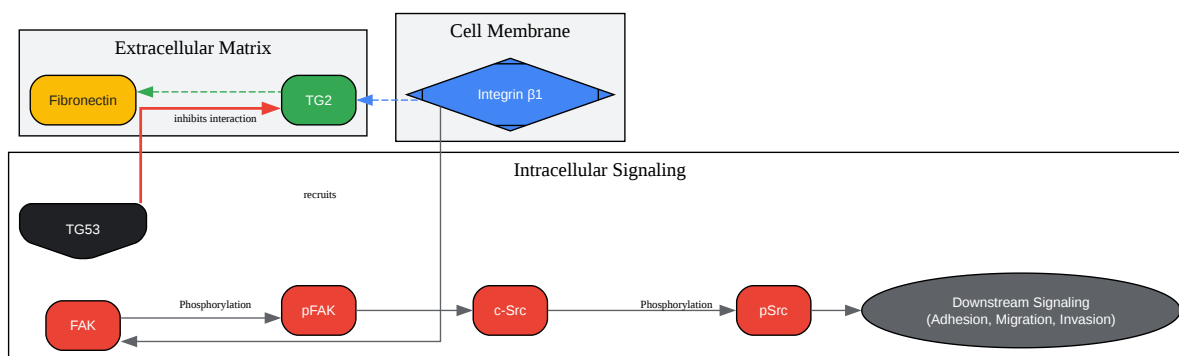 Cell Membrane
Extracellular Matrix
Fibronectin
TG2
Integrin β1
inhibits interaction
Intracellular Signaling
recruits
TG53
FAK
Phosphorylation
pFAK
c-Src
Phosphorylation
pSrc
Downstream Signaling
(Adhesion, Migration, Invasion)